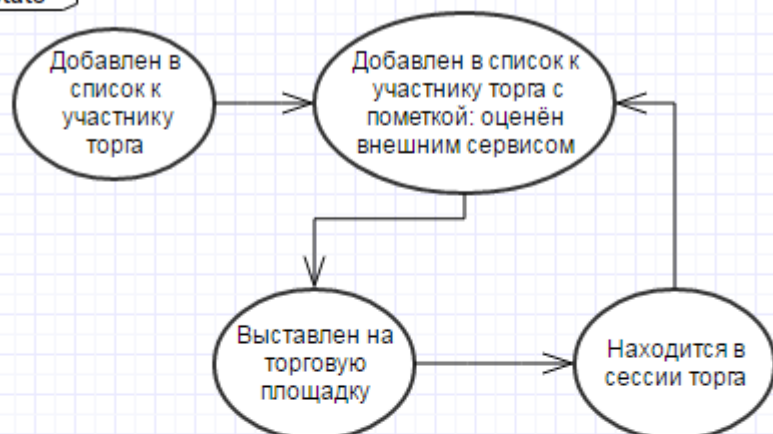 Добавлен в
список к
участнику
торга
Добавлен в список к
участнику торга с
пометкой: оценён
внешним сервисом
Выставлен на
торговую
площадку
Находится в
сессии торга